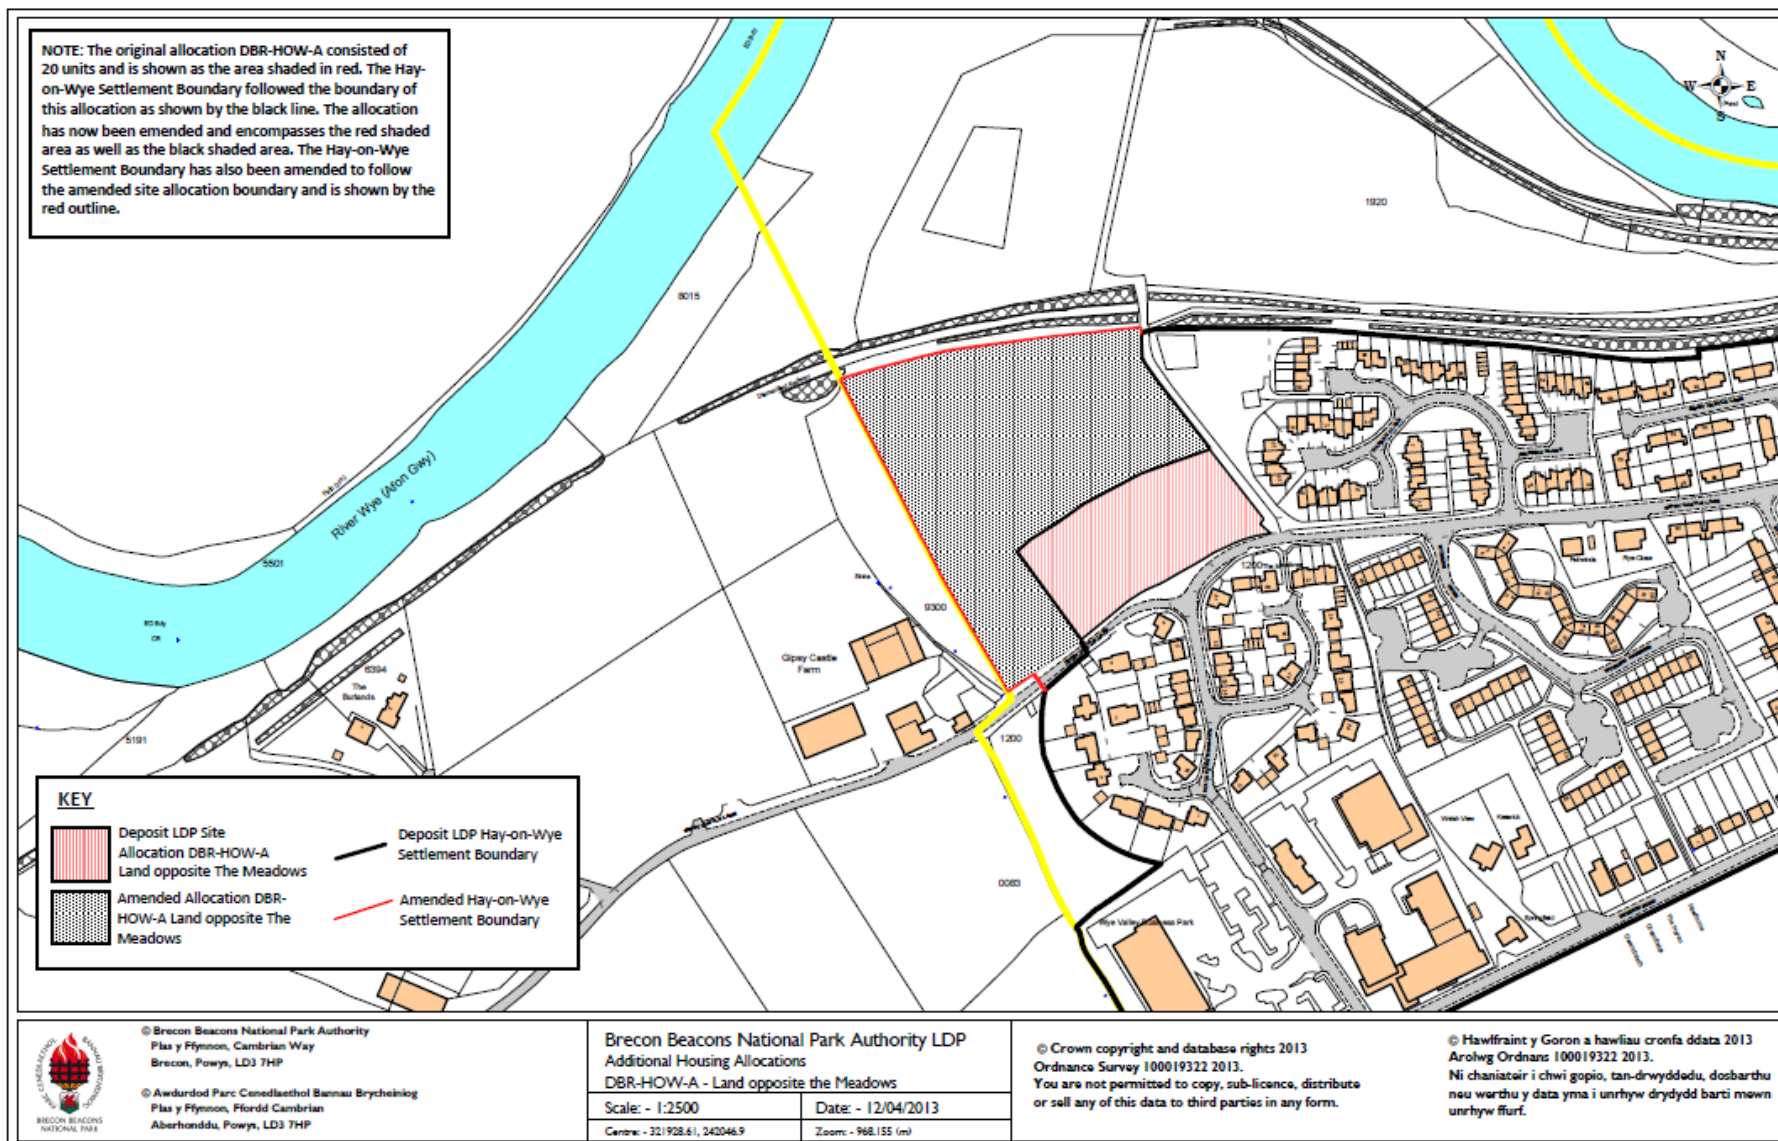 NOTE: The original allocation DBR-HOW-A consisted of
20 units and is shown as the area shaded in red. The Hay-
on-Wye Settlement Boundary followed the boundary of
this allocation as shown by the black line. The allocation
has now been emended and encompasses the red shaded
area as well as the black shaded area. The Hay-on-Wye
Settlement Boundary has also been amended to follow
the amended site allocation boundary and is shown by the
red outline.
N
W E
S
Pond
1920
8015
River Wye (Afon Gwy)
5501
9300
1200
Gipsy Castle
Farm
6394
The
Burlands
5191
1200
0083
Wye Valley Business Park
Welsh View
KEY
Deposit LDP Site
Allocation DBR-HOW-A
Land opposite The Meadows
Deposit LDP Hay-on-Wye
Settlement Boundary
Amended Allocation DBR-
HOW-A Land opposite The
Meadows
Amended Hay-on-Wye
Settlement Boundary
PARC CENEDLAETHOL BANNAU BRYCHEINIOG
BRECON BEACONS
NATIONAL PARK
© Brecon Beacons National Park Authority
Plas y Ffynnon, Cambrian Way
Brecon, Powys, LD3 7HP
© Awdurdod Parc Cenedlaethol Bannau Brycheiniog
Plas y Ffynnon, Ffordd Cambrian
Aberhonddu, Powys, LD3 7HP
Brecon Beacons National Park Authority LDP
Additional Housing Allocations
DBR-HOW-A - Land opposite the Meadows
Scale: - 1:2500
Date: - 12/04/2013
Centre: - 321928.61, 242046.9
Zoom: - 968.155 (m)
© Crown copyright and database rights 2013
Ordnance Survey 100019322 2013.
You are not permitted to copy, sub-licence, distribute
or sell any of this data to third parties in any form.
© Hawlfraint y Goron a hawliau cronfa ddata 2013
Arolwg Ordnans 100019322 2013.
Ni chaniateir i chwi gopio, tan-drwyddedu, dosbarthu
neu werthu y data yma i unrhyw drydydd barti mewn
unrhyw ffurf.